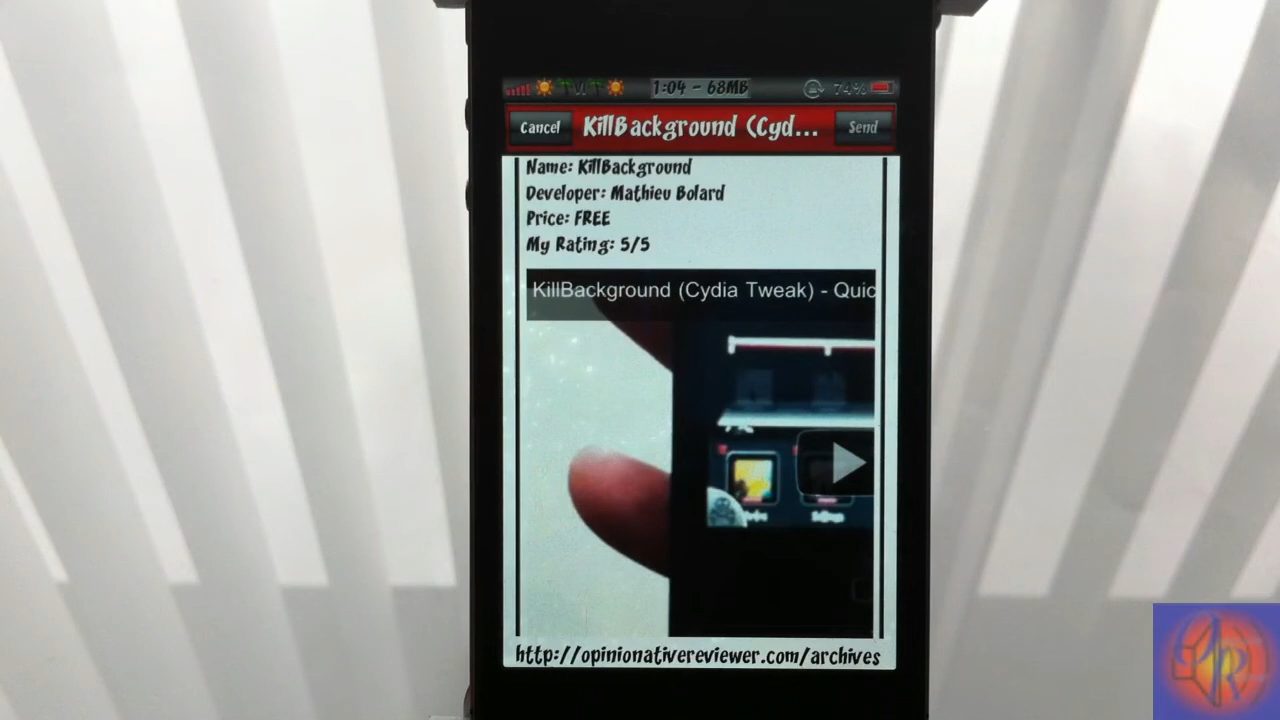 1:04 - 68MB
74%
Cancel
KillBackground (Cyd...
Send
Name: KillBackground
Developer: Mathieu Bolard
Price: FREE
My Rating: 5/5
KillBackground (Cydia Tweak) - Quic
http://opinionativereviewer.com/archives